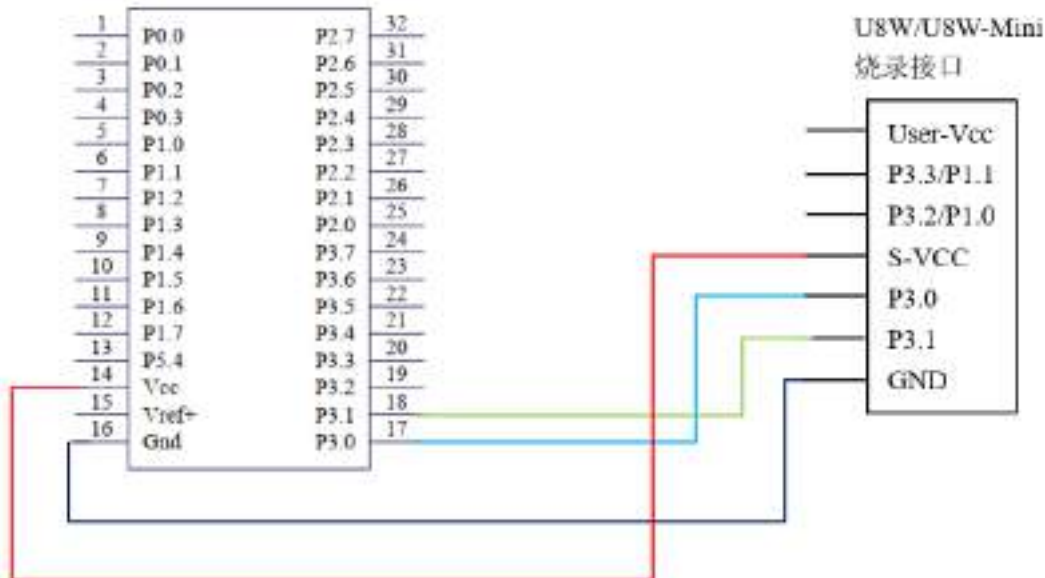 1 P0.0 P2.7 32
2 P0.1 P2.6 31
3 P0.2 P2.5 30
4 P0.3 P2.4 29
5 P1.0 P2.3 28
6 P1.1 P2.2 27
7 P1.2 P2.1 26
8 P1.3 P2.0 25
9 P1.4 P3.7 24
10 P1.5 P3.6 23
11 P1.6 P3.5 22
12 P1.7 P3.4 21
13 P5.4 P3.3 20
14 Vcc P3.2 19
15 Vref+ P3.1 18
16 Gnd P3.0 17
U8W/U8W-Mini
烧录接口
User-Vcc
P3.3/P1.1
P3.2/P1.0
S-VCC
P3.0
P3.1
GND